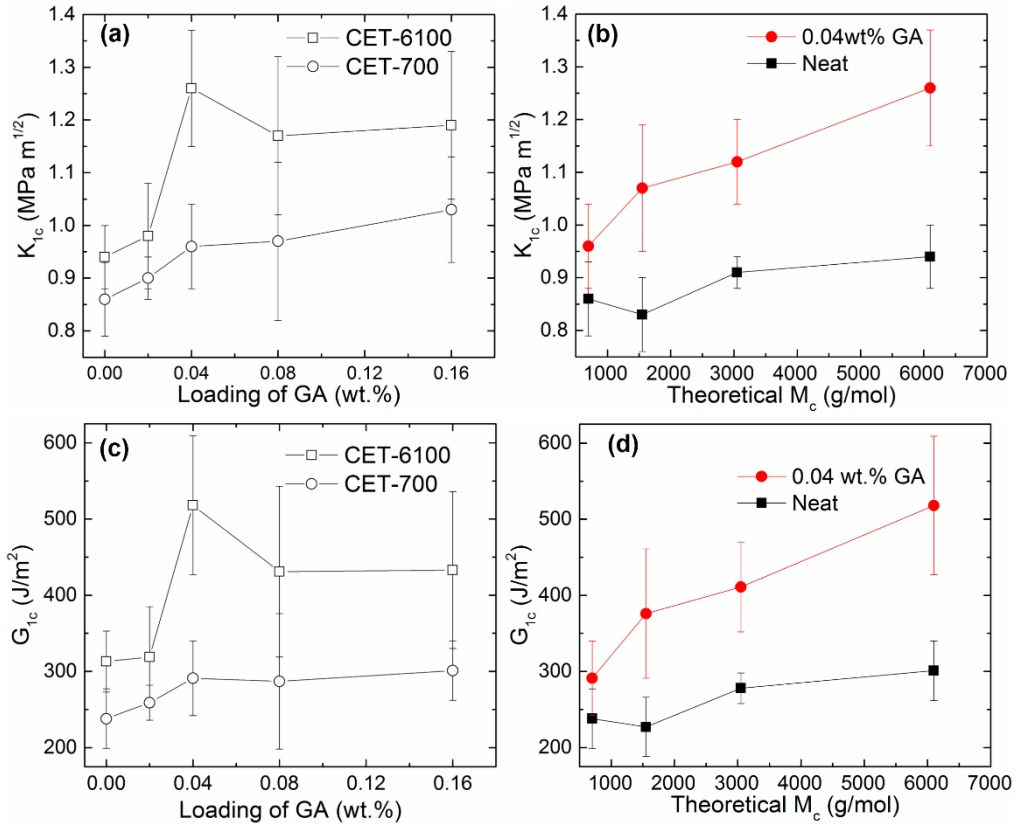 (a)
CET-6100
CET-700
1.4
1.3
1.2
1.1
1.0
0.9
0.8
K1c (MPa m1/2)
0.00 0.04 0.08 0.12 0.16
Loading of GA (wt.%)
(b)
0.04wt% GA
Neat
1.4
1.3
1.2
1.1
1.0
0.9
0.8
K1c (MPa m1/2)
1000 2000 3000 4000 5000 6000 7000
Theoretical Mc (g/mol)
(c)
CET-6100
CET-700
600
500
400
300
200
G1c (J/m2)
0.00 0.04 0.08 0.12 0.16
Loading of GA (wt.%)
(d)
0.04 wt.% GA
Neat
600
500
400
300
200
G1c (J/m2)
1000 2000 3000 4000 5000 6000 7000
Theoretical Mc (g/mol)